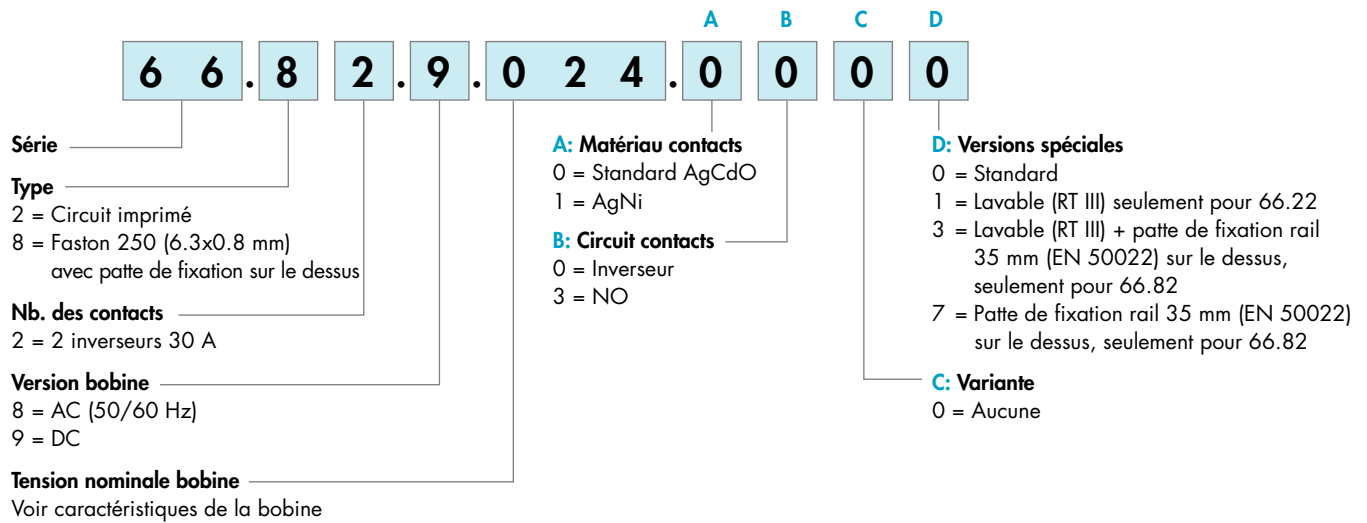 A B C D
6 6 . 8 2 . 9 . 0 2 4 . 0 0 0 0
Série
Type
2 = Circuit imprimé
8 = Faston 250 (6.3x0.8 mm)
avec patte de fixation sur le dessus
Nb. des contacts
2 = 2 inverseurs 30 A
Version bobine
8 = AC (50/60 Hz)
9 = DC
Tension nominale bobine
Voir caractéristiques de la bobine
A: Matériau contacts
0 = Standard AgCdO
1 = AgNi
B: Circuit contacts
0 = Inverseur
3 = NO
D: Versions spéciales
0 = Standard
1 = Lavable (RT III) seulement pour 66.22
3 = Lavable (RT III) + patte de fixation rail
35 mm (EN 50022) sur le dessus,
seulement pour 66.82
7 = Patte de fixation rail 35 mm (EN 50022)
sur le dessus, seulement pour 66.82
C: Variante
0 = Aucune